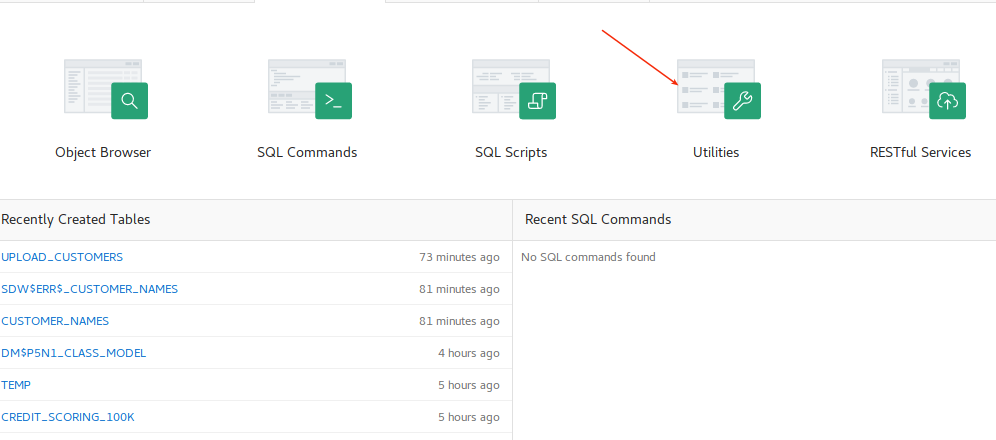 Object Browser
SQL Commands
SQL Scripts
Utilities
RESTful Services
Recently Created Tables
Recent SQL Commands
UPLOAD_CUSTOMERS 73 minutes ago
No SQL commands found
SDW$ERR$_CUSTOMER_NAMES 81 minutes ago
CUSTOMER_NAMES 81 minutes ago
DM$P5N1_CLASS_MODEL 4 hours ago
TEMP 5 hours ago
CREDIT_SCORING_100K 5 hours ago